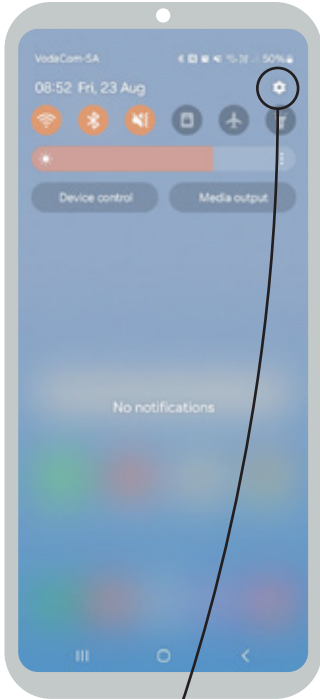 VodaCom-SA 50%
08:52 Fri, 23 Aug
Device control Media output
No notifications